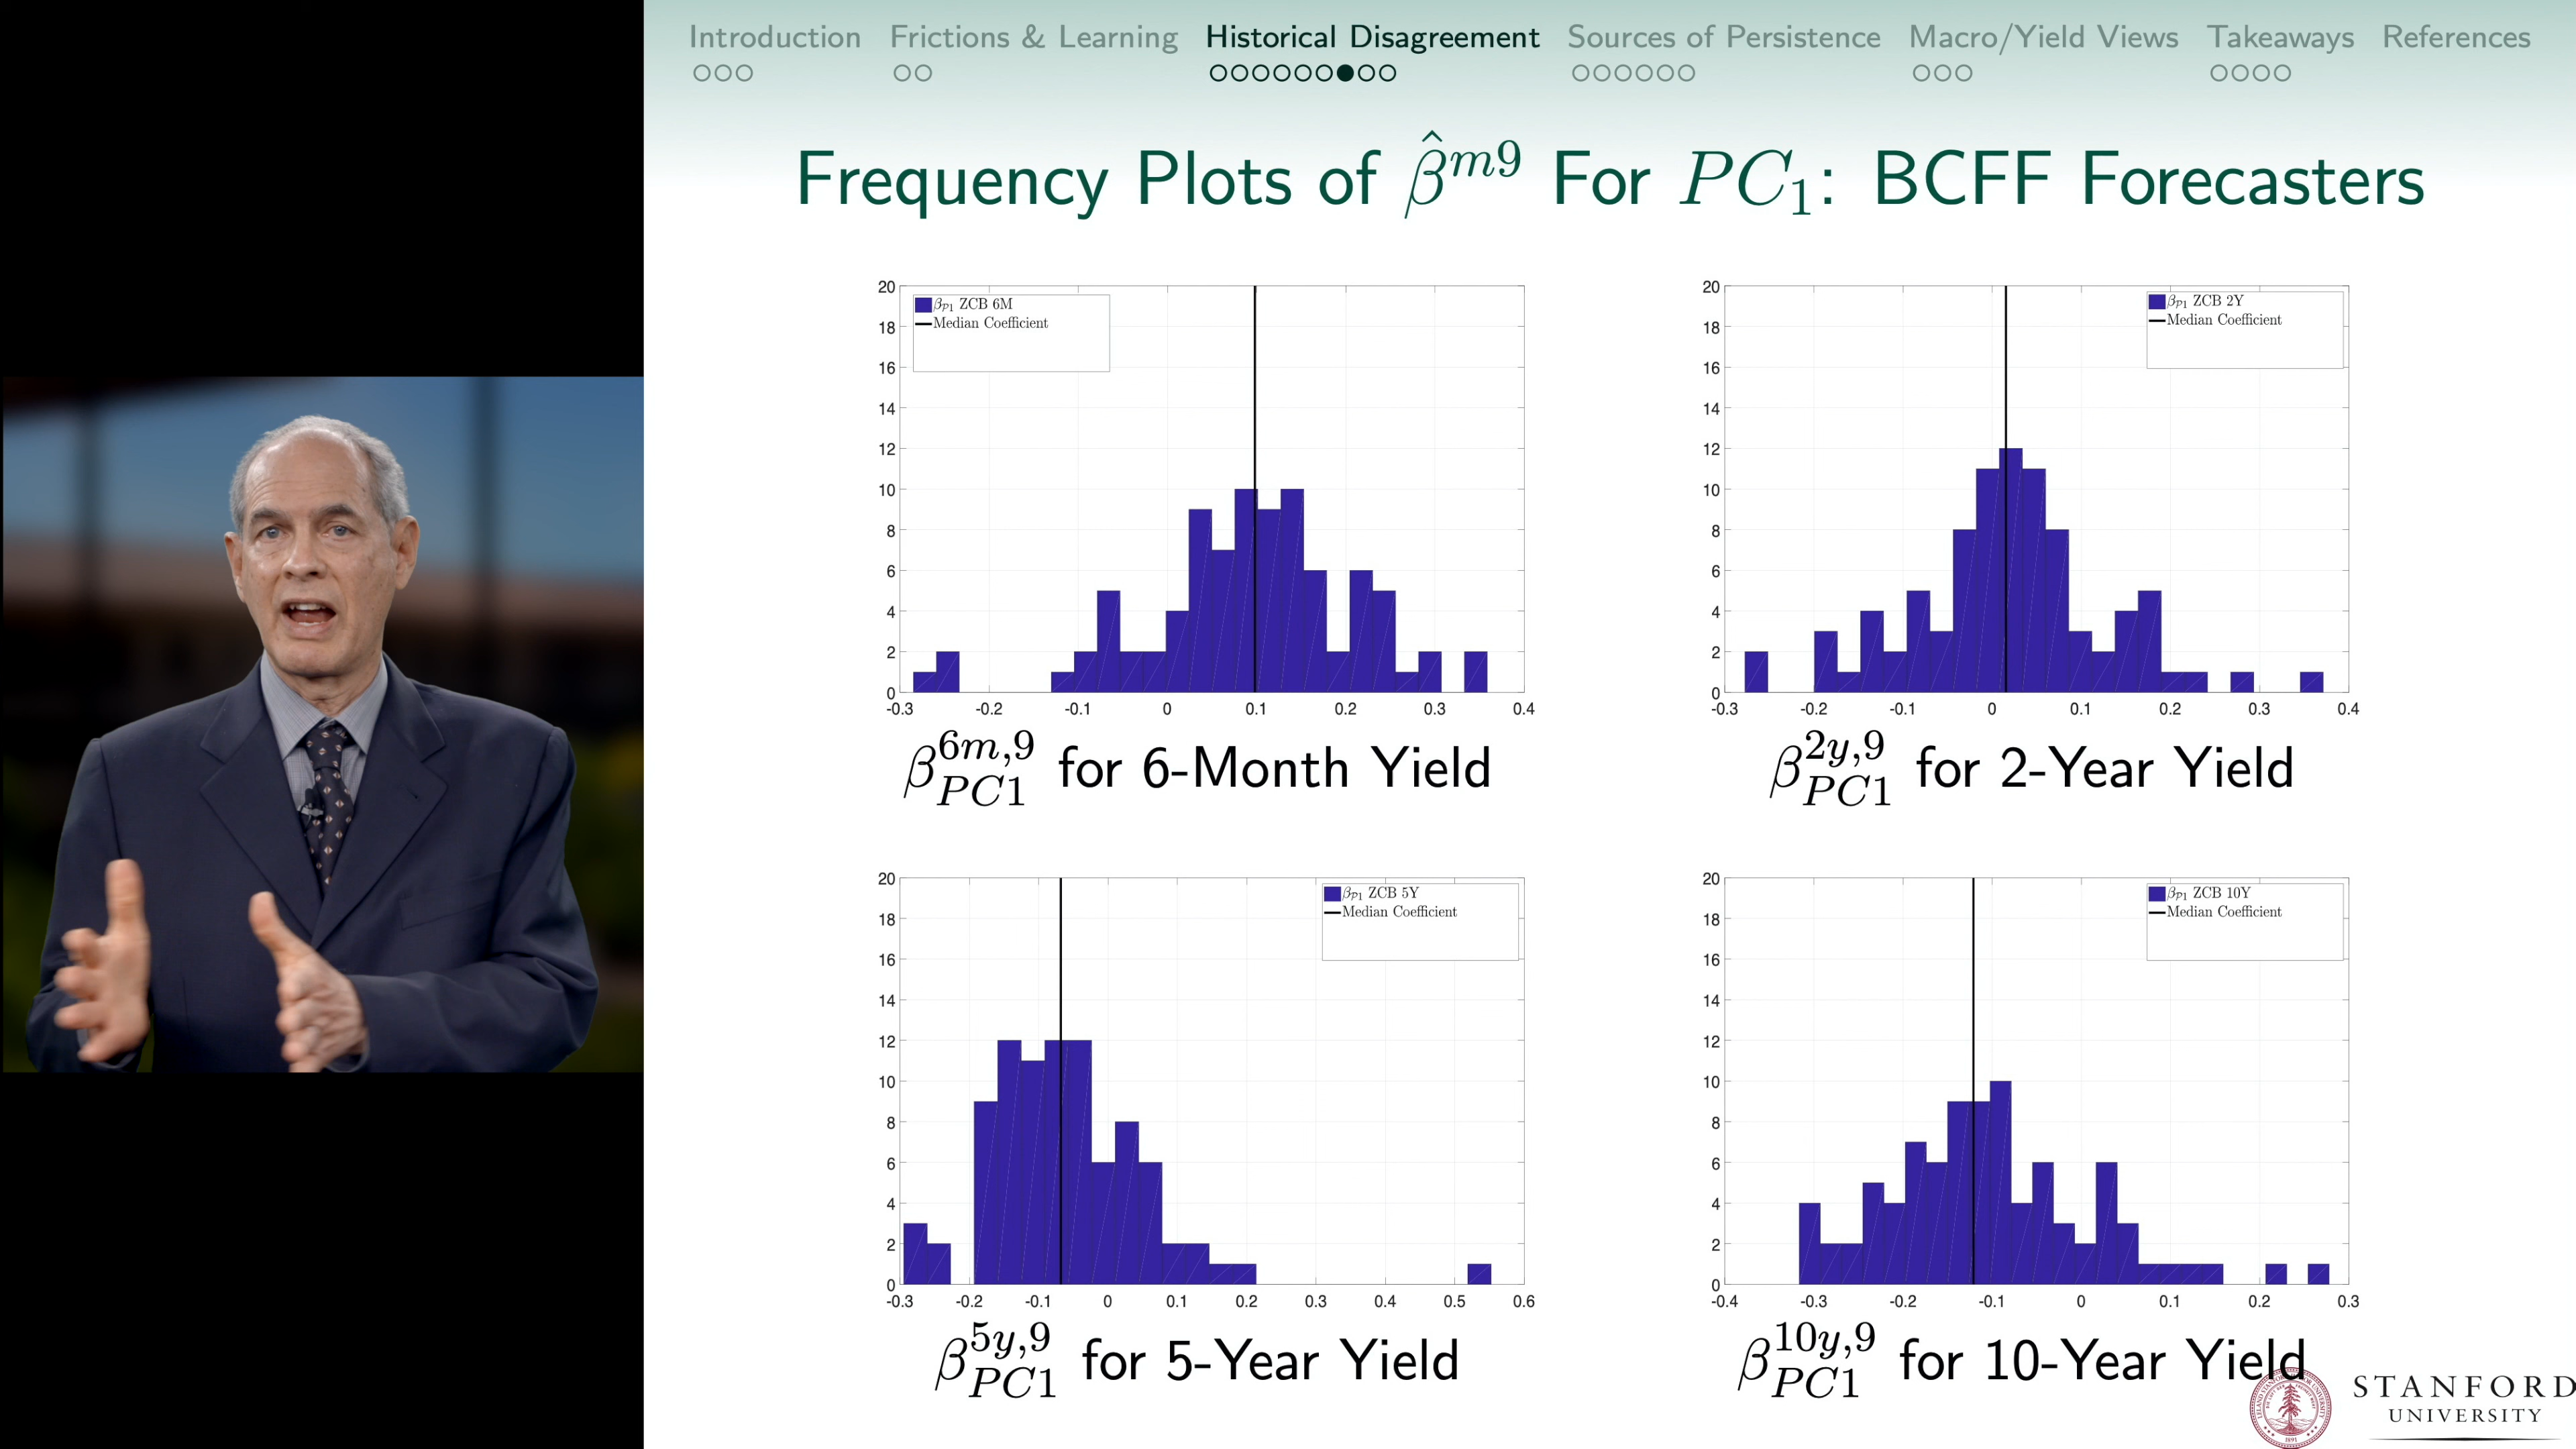 Introduction Frictions & Learning Historical Disagreement Sources of Persistence Macro/Yield Views Takeaways References
Frequency Plots of β̂^{m9} For PC₁: BCFF Forecasters
20
18
16
14
12
10
8
6
4
2
0
-0.3 -0.2 -0.1 0 0.1 0.2 0.3 0.4
β_{𝒫1} ZCB 6M
Median Coefficient
β^{6m,9}_{PC1} for 6-Month Yield
20
18
16
14
12
10
8
6
4
2
0
-0.3 -0.2 -0.1 0 0.1 0.2 0.3 0.4
β_{𝒫1} ZCB 2Y
Median Coefficient
β^{2y,9}_{PC1} for 2-Year Yield
20
18
16
14
12
10
8
6
4
2
0
-0.3 -0.2 -0.1 0 0.1 0.2 0.3 0.4 0.5 0.6
β_{𝒫1} ZCB 5Y
Median Coefficient
β^{5y,9}_{PC1} for 5-Year Yield
20
18
16
14
12
10
8
6
4
2
0
-0.4 -0.3 -0.2 -0.1 0 0.1 0.2 0.3
β_{𝒫1} ZCB 10Y
Median Coefficient
β^{10y,9}_{PC1} for 10-Year Yield
STANFORD
UNIVERSITY